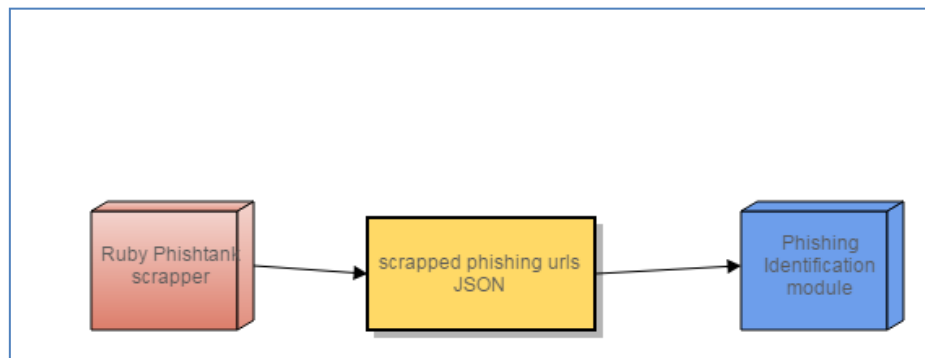 Ruby Phishtank
scrapper
scrapped phishing urls
JSON
Phishing
Identification
module